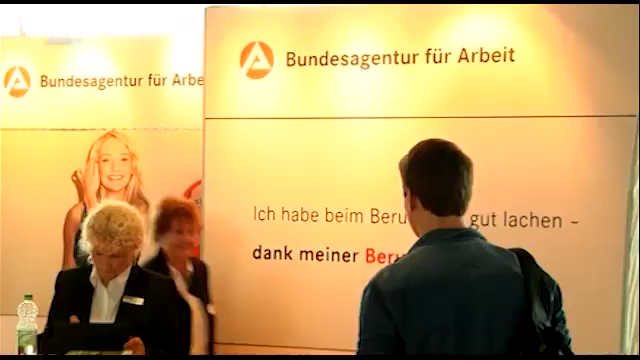 Bundesagentur für Arbe
Bundesagentur für Arbeit
Ich habe beim Beru gut lachen –
dank meiner Ber